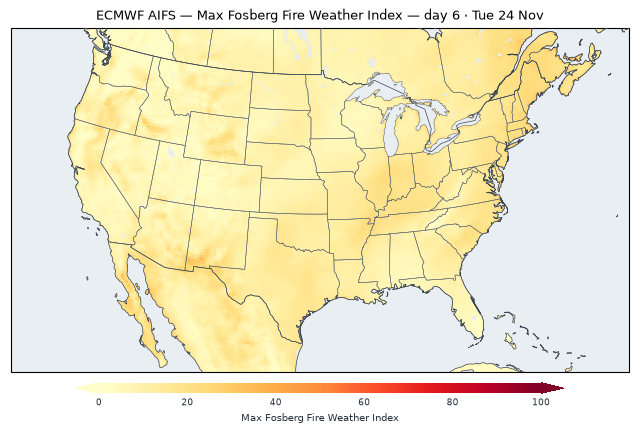 ECMWF AIFS — Max Fosberg Fire Weather Index — day 6 · Tue 24 Nov
0 20 40 60 80 100
Max Fosberg Fire Weather Index